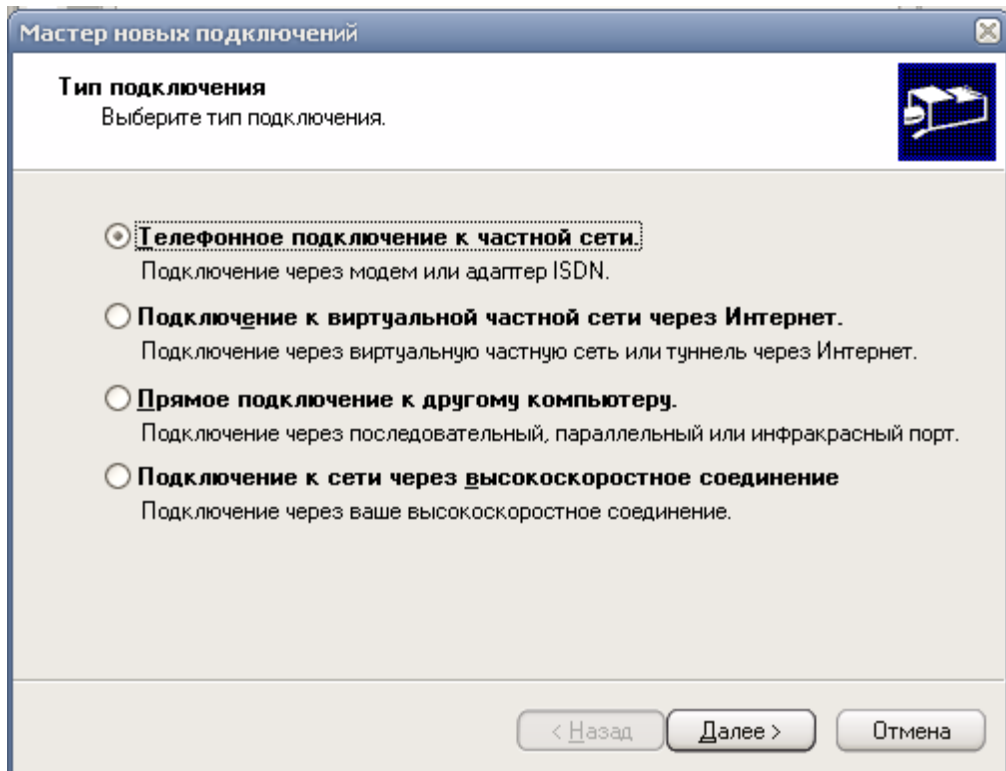 Мастер новых подключений
Тип подключения
Выберите тип подключения.
Телефонное подключение к частной сети.
Подключение через модем или адаптер ISDN.
Подключение к виртуальной частной сети через Интернет.
Подключение через виртуальную частную сеть или туннель через Интернет.
Прямое подключение к другому компьютеру.
Подключение через последовательный, параллельный или инфракрасный порт.
Подключение к сети через высокоскоростное соединение
Подключение через ваше высокоскоростное соединение.
< Назад Далее > Отмена